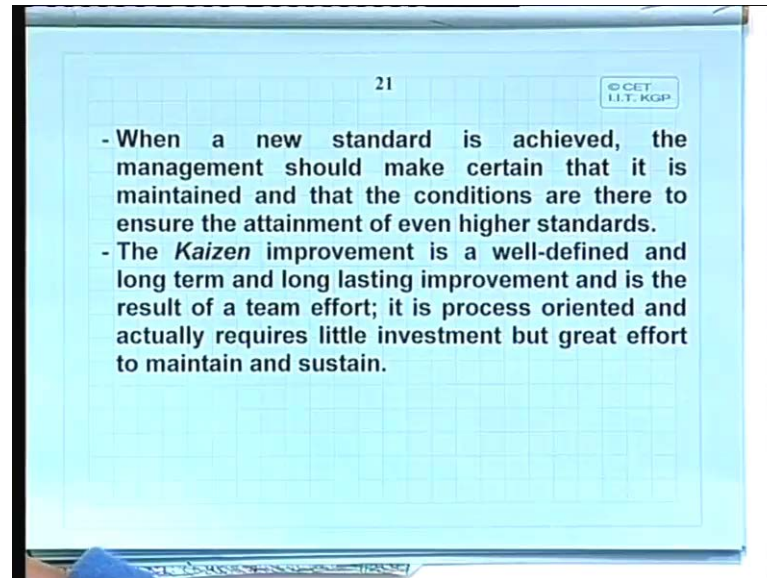 21
© CET
I.I.T. KGP
- When a new standard is achieved, the
management should make certain that it is
maintained and that the conditions are there to
ensure the attainment of even higher standards.
- The Kaizen improvement is a well-defined and
long term and long lasting improvement and is the
result of a team effort; it is process oriented and
actually requires little investment but great effort
to maintain and sustain.